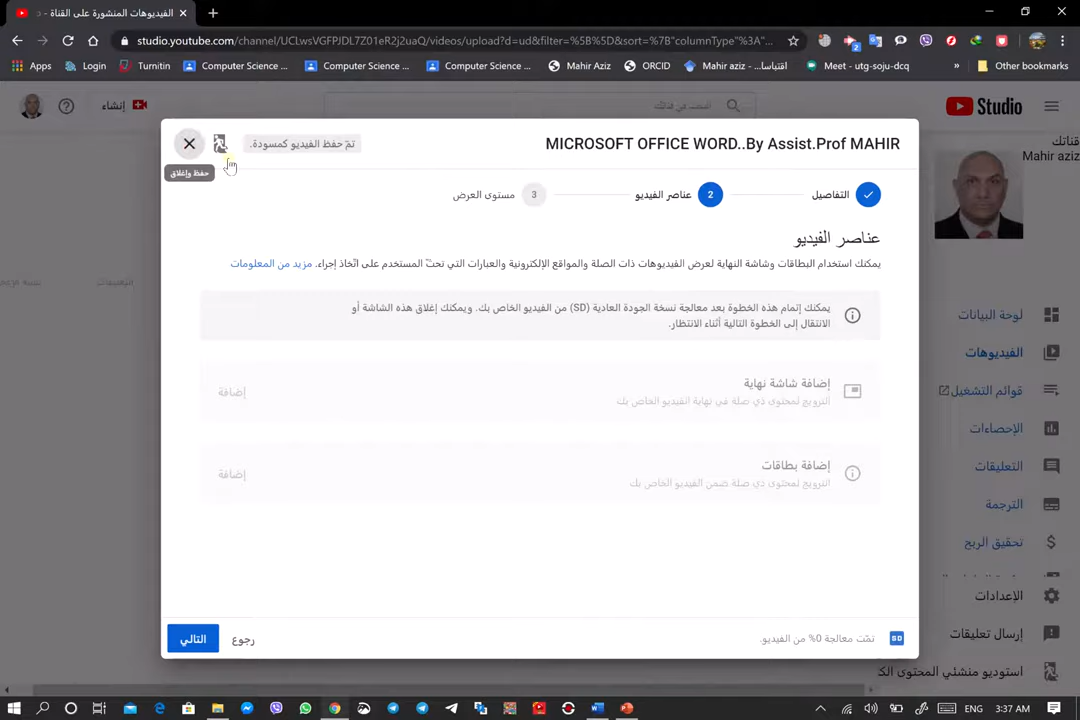 الفيديوهات المنشورة على القناة - د
studio.youtube.com/channel/UCLwsVGFPJDL7Z01eR2j2uaQ/videos/upload?d=ud&filter=%5B%5D&sort=%7B"columnType"%3A"...
Apps
Login
Turnitin
Computer Science ...
Computer Science ...
Computer Science ...
Mahir Aziz
ORCID
Mahir aziz - اقتباسا...
Meet - utg-soju-dcq
»
Other bookmarks
Studio
إنشاء
قناتك
Mahir aziz
MICROSOFT OFFICE WORD..By Assist.Prof MAHIR
تمّ حفظ الفيديو كمسودة.
حفظ وإغلاق
التفاصيل
2 عناصر الفيديو
3 مستوى العرض
عناصر الفيديو
يمكنك استخدام البطاقات وشاشة النهاية لعرض الفيديوهات ذات الصلة والمواقع الإلكترونية والعبارات التي تحثّ المستخدم على اتّخاذ إجراء. مزيد من المعلومات
يمكنك إتمام هذه الخطوة بعد معالجة نسخة الجودة العادية (SD) من الفيديو الخاص بك. ويمكنك إغلاق هذه الشاشة أو
الانتقال إلى الخطوة التالية أثناء الانتظار.
إضافة شاشة نهاية
الترويج لمحتوى ذي صلة في نهاية الفيديو الخاص بك
إضافة
إضافة بطاقات
الترويج لمحتوى ذي صلة ضمن الفيديو الخاص بك
إضافة
لوحة البيانات
الفيديوهات
قوائم التشغيل
الإحصاءات
التعليقات
الترجمة
تحقيق الربح
الإعدادات
إرسال تعليقات
استوديو منشئي المحتوى الك
SD تمّت معالجة 0% من الفيديو.
رجوع
التالي
ENG
3:37 AM